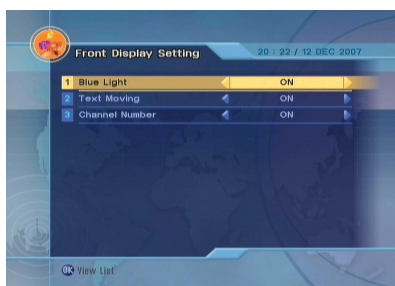 Front Display Setting
20 : 22 / 12 DEC 2007
1 Blue Light ON
2 Text Moving ON
3 Channel Number ON
OK View List